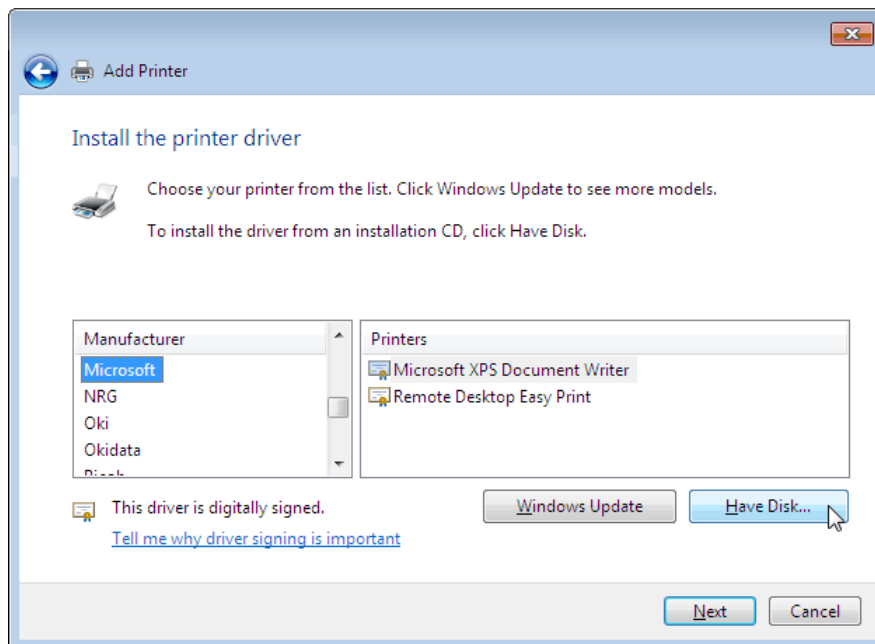 Add Printer
Install the printer driver
Choose your printer from the list. Click Windows Update to see more models.
To install the driver from an installation CD, click Have Disk.
Manufacturer
Microsoft
NRG
Oki
Okidata
Printers
Microsoft XPS Document Writer
Remote Desktop Easy Print
This driver is digitally signed.
Tell me why driver signing is important
Windows Update
Have Disk...
Next
Cancel